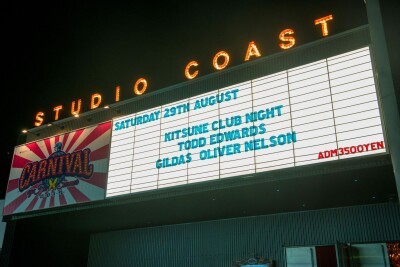 STUDIO COAST
SATURDAY 29TH AUGUST
KITSUNE CLUB NIGHT
TODD EDWARDS
GILDAS OLIVER NELSON
ADM3500YEN
CARNIVAL